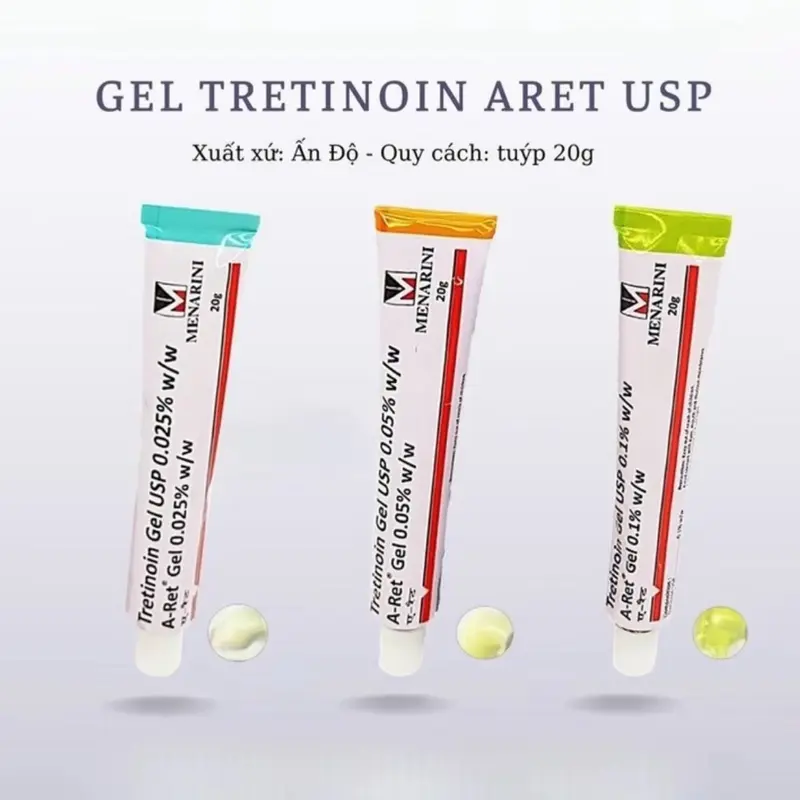 GEL TRETINOIN ARET USP
Xuất xứ: Ấn Độ - Quy cách: tuýp 20g
MENARINI
20g
Tretinoin Gel USP 0.025% w/w
A-Ret® Gel 0.025% w/w
ए-रेट
MENARINI
20g
Tretinoin Gel USP 0.05% w/w
A-Ret® Gel 0.05% w/w
ए-रेट
MENARINI
20g
Tretinoin Gel USP 0.1% w/w
A-Ret® Gel 0.1% w/w
ए-रेट